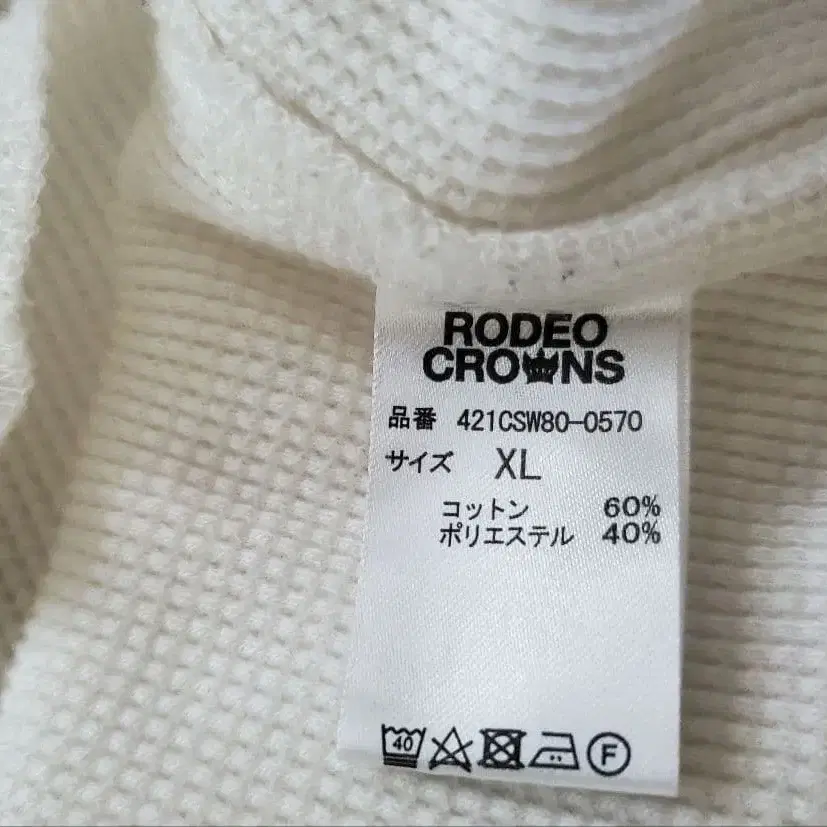 RODEO
CROWNS
品番 421CSW80-0570
サイズ XL
コットン 60%
ポリエステル 40%
40 F